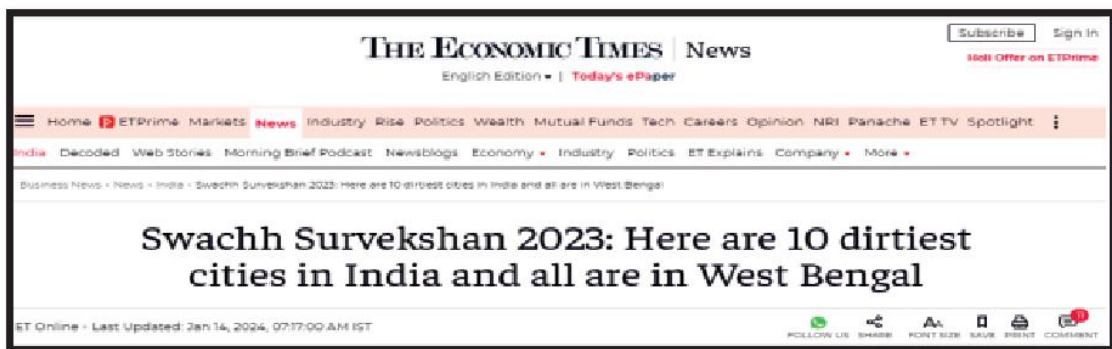 Subscribe Sign In
THE ECONOMIC TIMES | News
Holi Offer on ETPrime
English Edition ▾ | Today's ePaper
Home ETPrime Markets News Industry Rise Politics Wealth Mutual Funds Tech Careers Opinion NRI Panache ET TV Spotlight
India Decoded Web Stories Morning Brief Podcast Newsblogs Economy Industry Politics ET Explains Company More
Business News › News › India › Swachh Survekshan 2023: Here are 10 dirtiest cities in India and all are in West Bengal
Swachh Survekshan 2023: Here are 10 dirtiest
cities in India and all are in West Bengal
ET Online - Last Updated: Jan 14, 2024, 07:17:00 AM IST
FOLLOW US SHARE FONT SIZE SAVE PRINT COMMENT